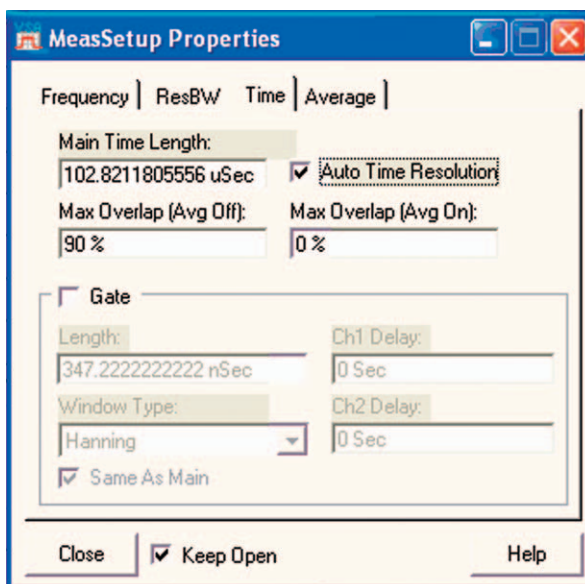 VSA
MeasSetup Properties
Frequency ResBW Time Average
Main Time Length:
102.8211805556 uSec Auto Time Resolution
Max Overlap (Avg Off): Max Overlap (Avg On):
90 % 0 %
Gate
Length: Ch1 Delay:
347.2222222222 nSec 0 Sec
Window Type: Ch2 Delay:
Hanning 0 Sec
Same As Main
Close Keep Open Help